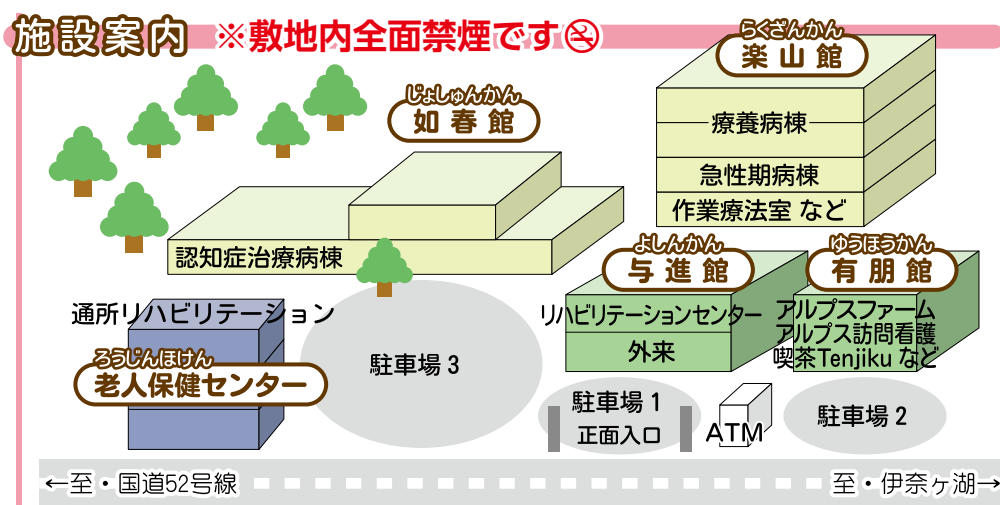 施設案内 ※敷地内全面禁煙です
らくざんかん
楽山館
療養病棟
急性期病棟
作業療法室 など
じょしゅんかん
如春館
認知症治療病棟
よしんかん
与進館
リハビリテーションセンター
外来
ゆうほうかん
有朋館
アルプスファーム
アルプス訪問看護
喫茶Tenjiku など
通所リハビリテーション
ろうじんほけん
老人保健センター
駐車場 3
駐車場 1
正面入口
ATM
駐車場 2
←至・国道52号線
至・伊奈ヶ湖→